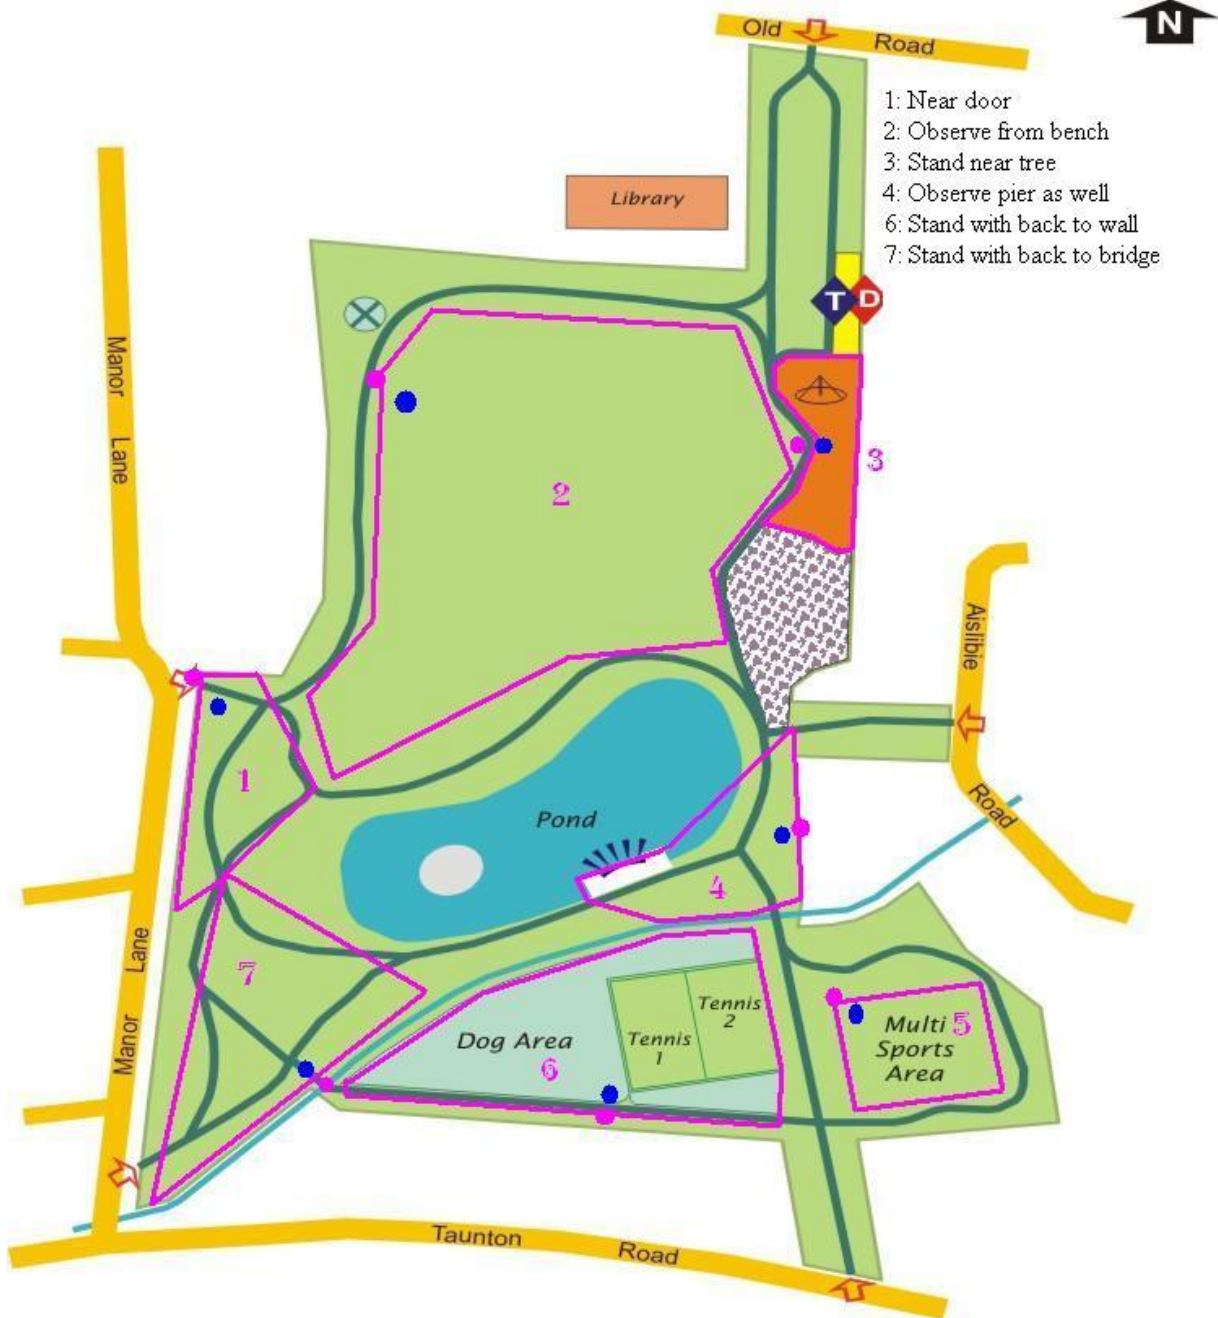 N
Old Road
1: Near door
2: Observe from bench
3: Stand near tree
4: Observe pier as well
6: Stand with back to wall
7: Stand with back to bridge
Library
T D
Manor Lane
3
2
Aislibie Road
1
Pond
4
Manor Lane
7
Dog Area
6
Tennis
1
Tennis
2
Multi 5
Sports
Area
Taunton Road